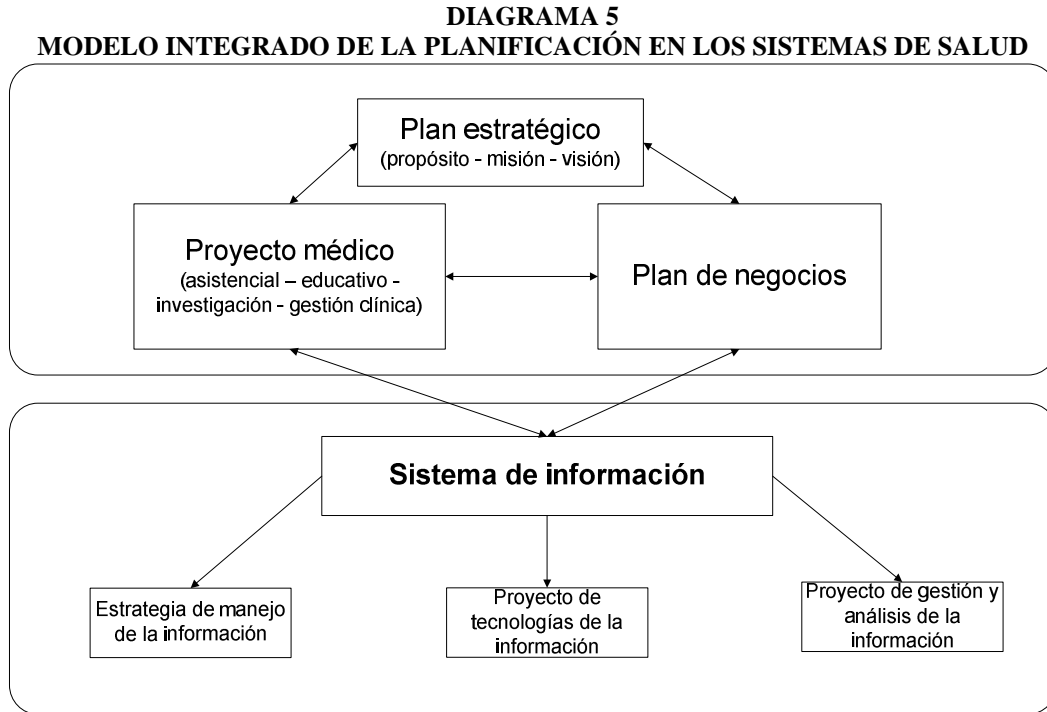 DIAGRAMA 5
MODELO INTEGRADO DE LA PLANIFICACIÓN EN LOS SISTEMAS DE SALUD
Plan estratégico
(propósito - misión - visión)
Proyecto médico
(asistencial – educativo -
investigación - gestión clínica)
Plan de negocios
Sistema de información
Estrategia de manejo
de la información
Proyecto de
tecnologías de la
información
Proyecto de gestión y
análisis de la
información